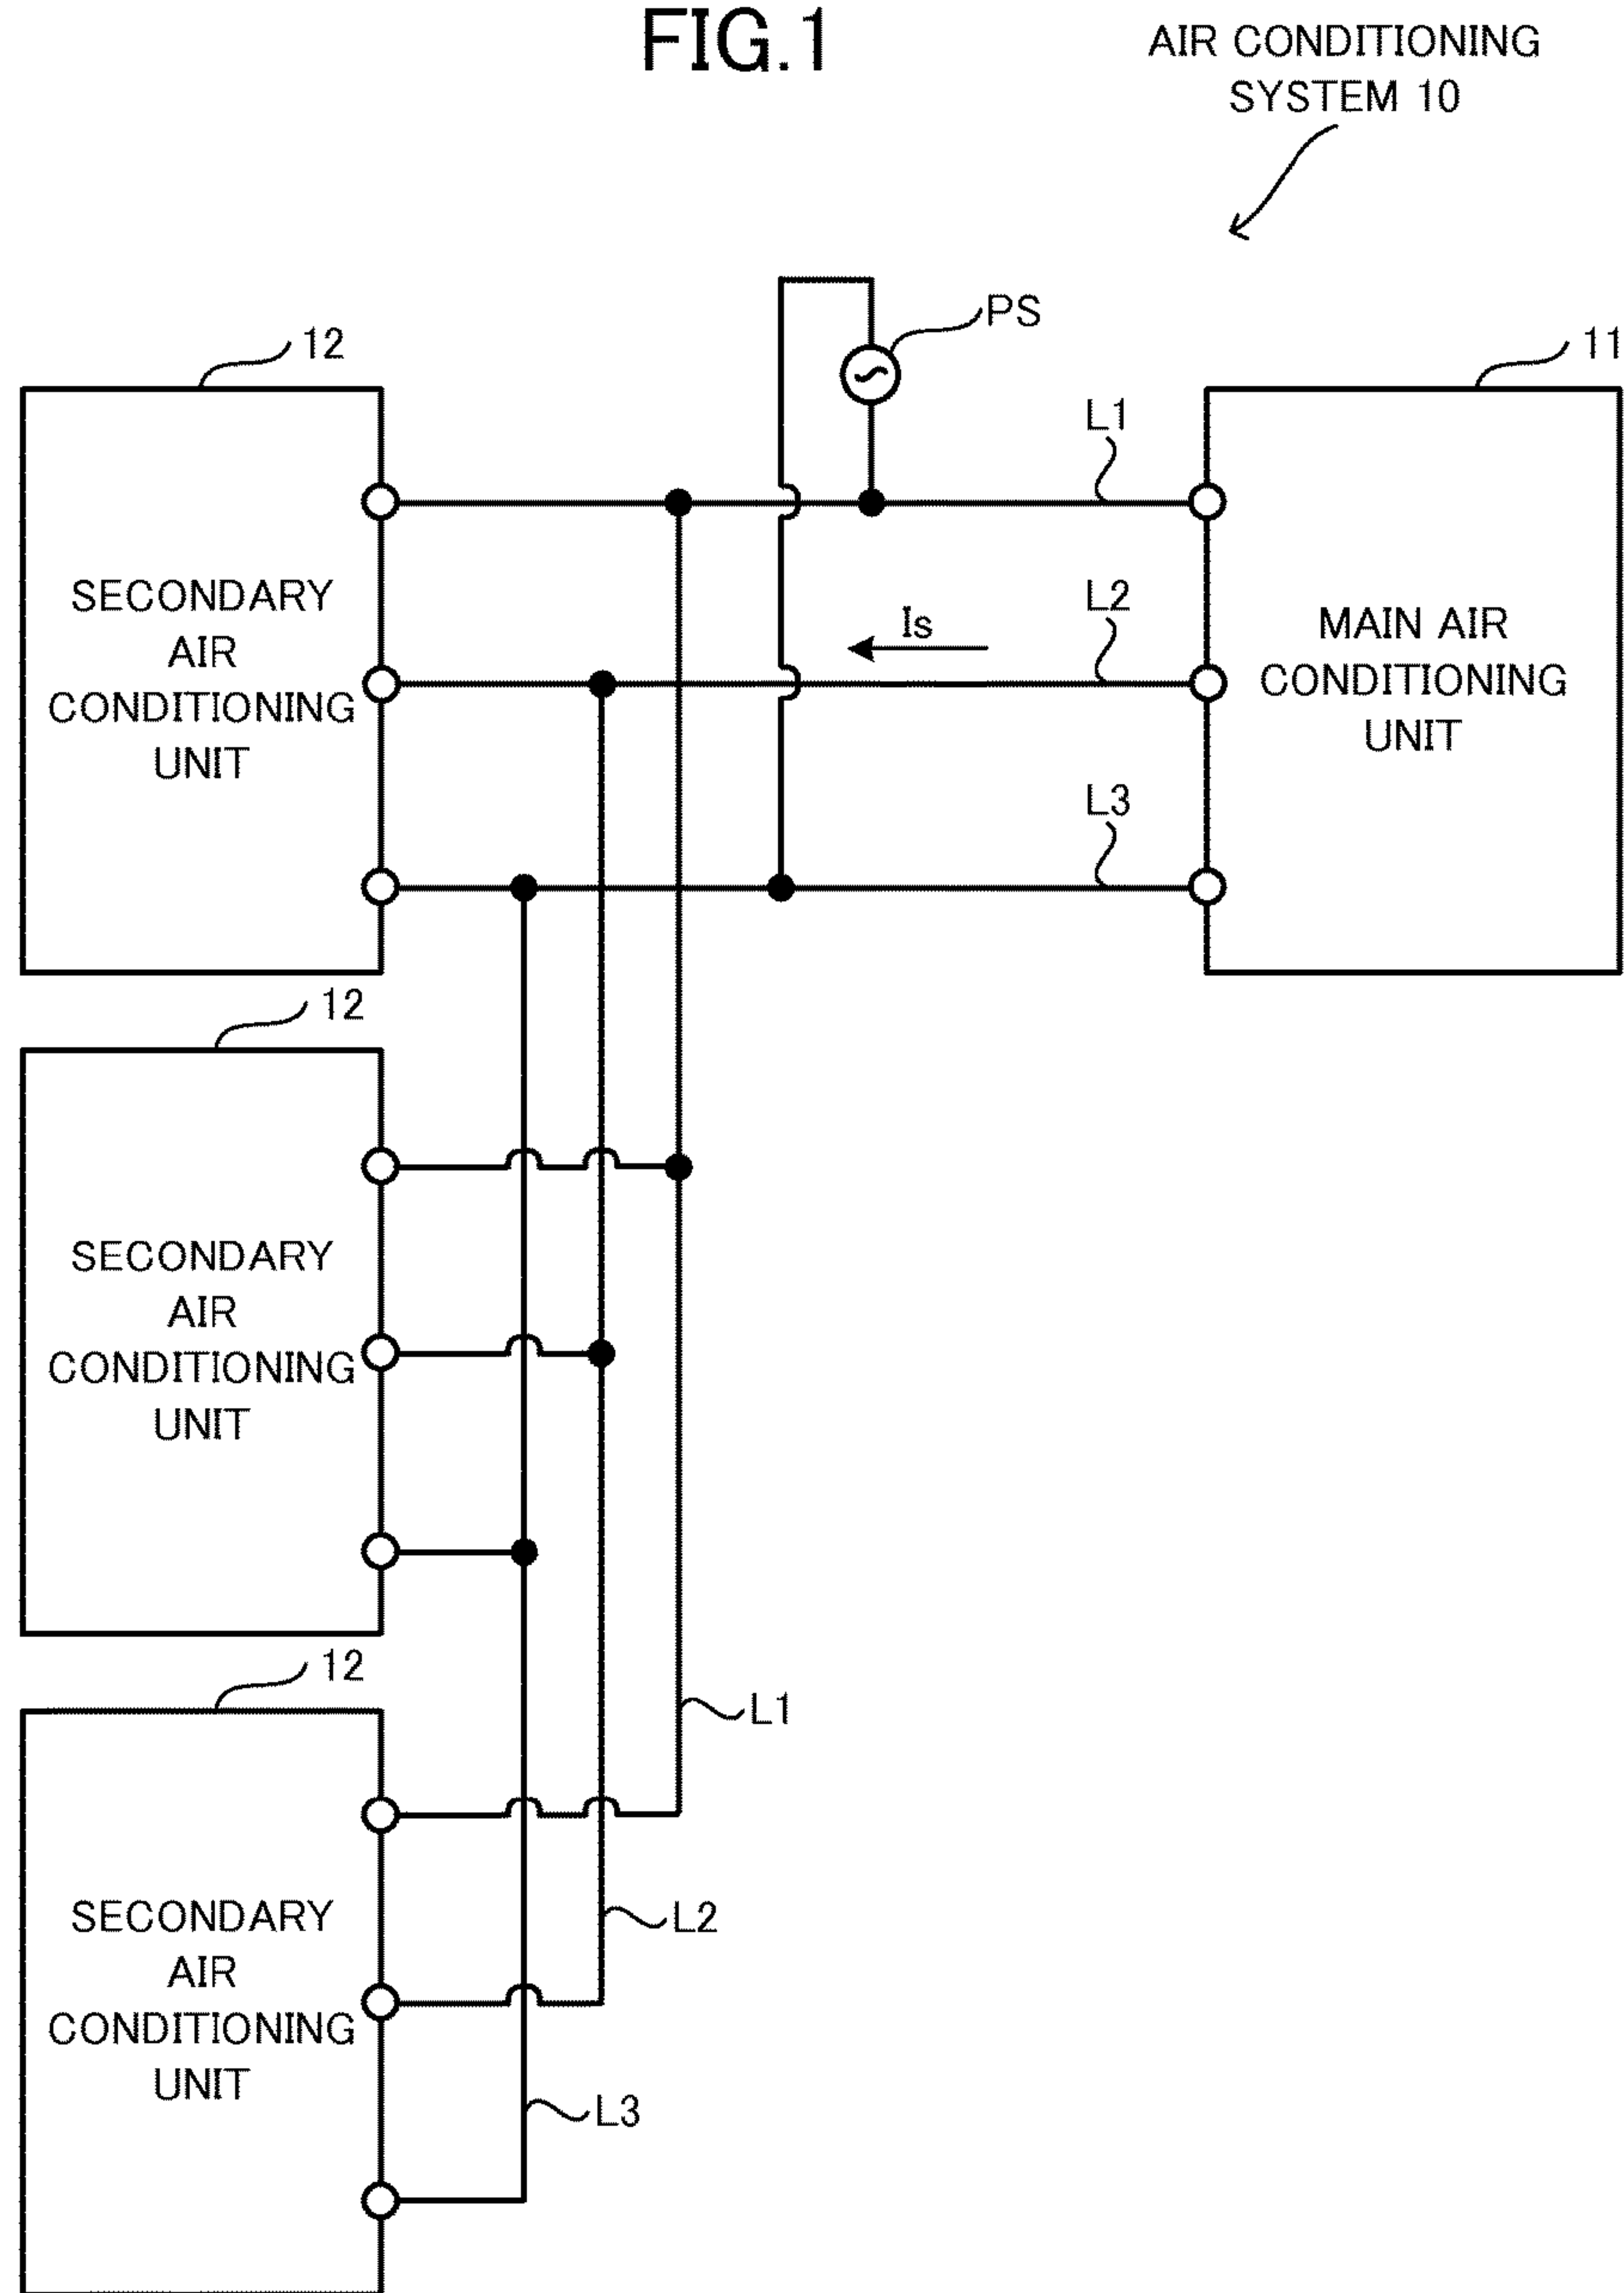 FIG.1
AIR CONDITIONING
SYSTEM 10
PS
12
11
L1
SECONDARY
AIR
CONDITIONING
UNIT
L2
Is
MAIN AIR
CONDITIONING
UNIT
L3
12
SECONDARY
AIR
CONDITIONING
UNIT
12
L1
SECONDARY
AIR
CONDITIONING
UNIT
L2
L3